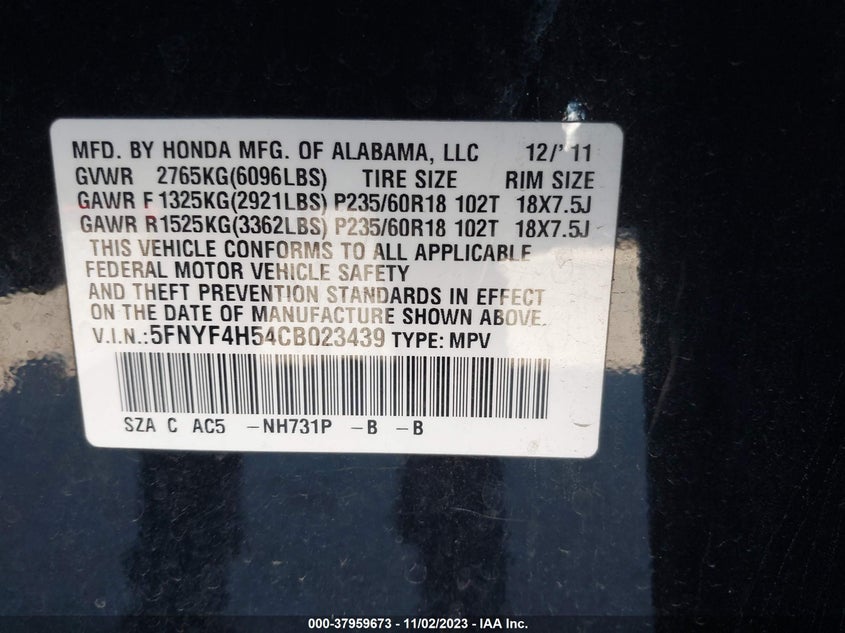 MFD. BY HONDA MFG. OF ALABAMA, LLC 12/'11
GVWR 2765KG(6096LBS) TIRE SIZE RIM SIZE
GAWR F 1325KG(2921LBS) P235/60R18 102T 18X7.5J
GAWR R 1525KG(3362LBS) P235/60R18 102T 18X7.5J
THIS VEHICLE CONFORMS TO ALL APPLICABLE
FEDERAL MOTOR VEHICLE SAFETY
AND THEFT PREVENTION STANDARDS IN EFFECT
ON THE DATE OF MANUFACTURE SHOWN ABOVE.
V.I.N.:5FNYF4H54CB023439 TYPE: MPV
SZA C AC5 -NH731P -B -B
000-37959673 - 11/02/2023 - IAA Inc.